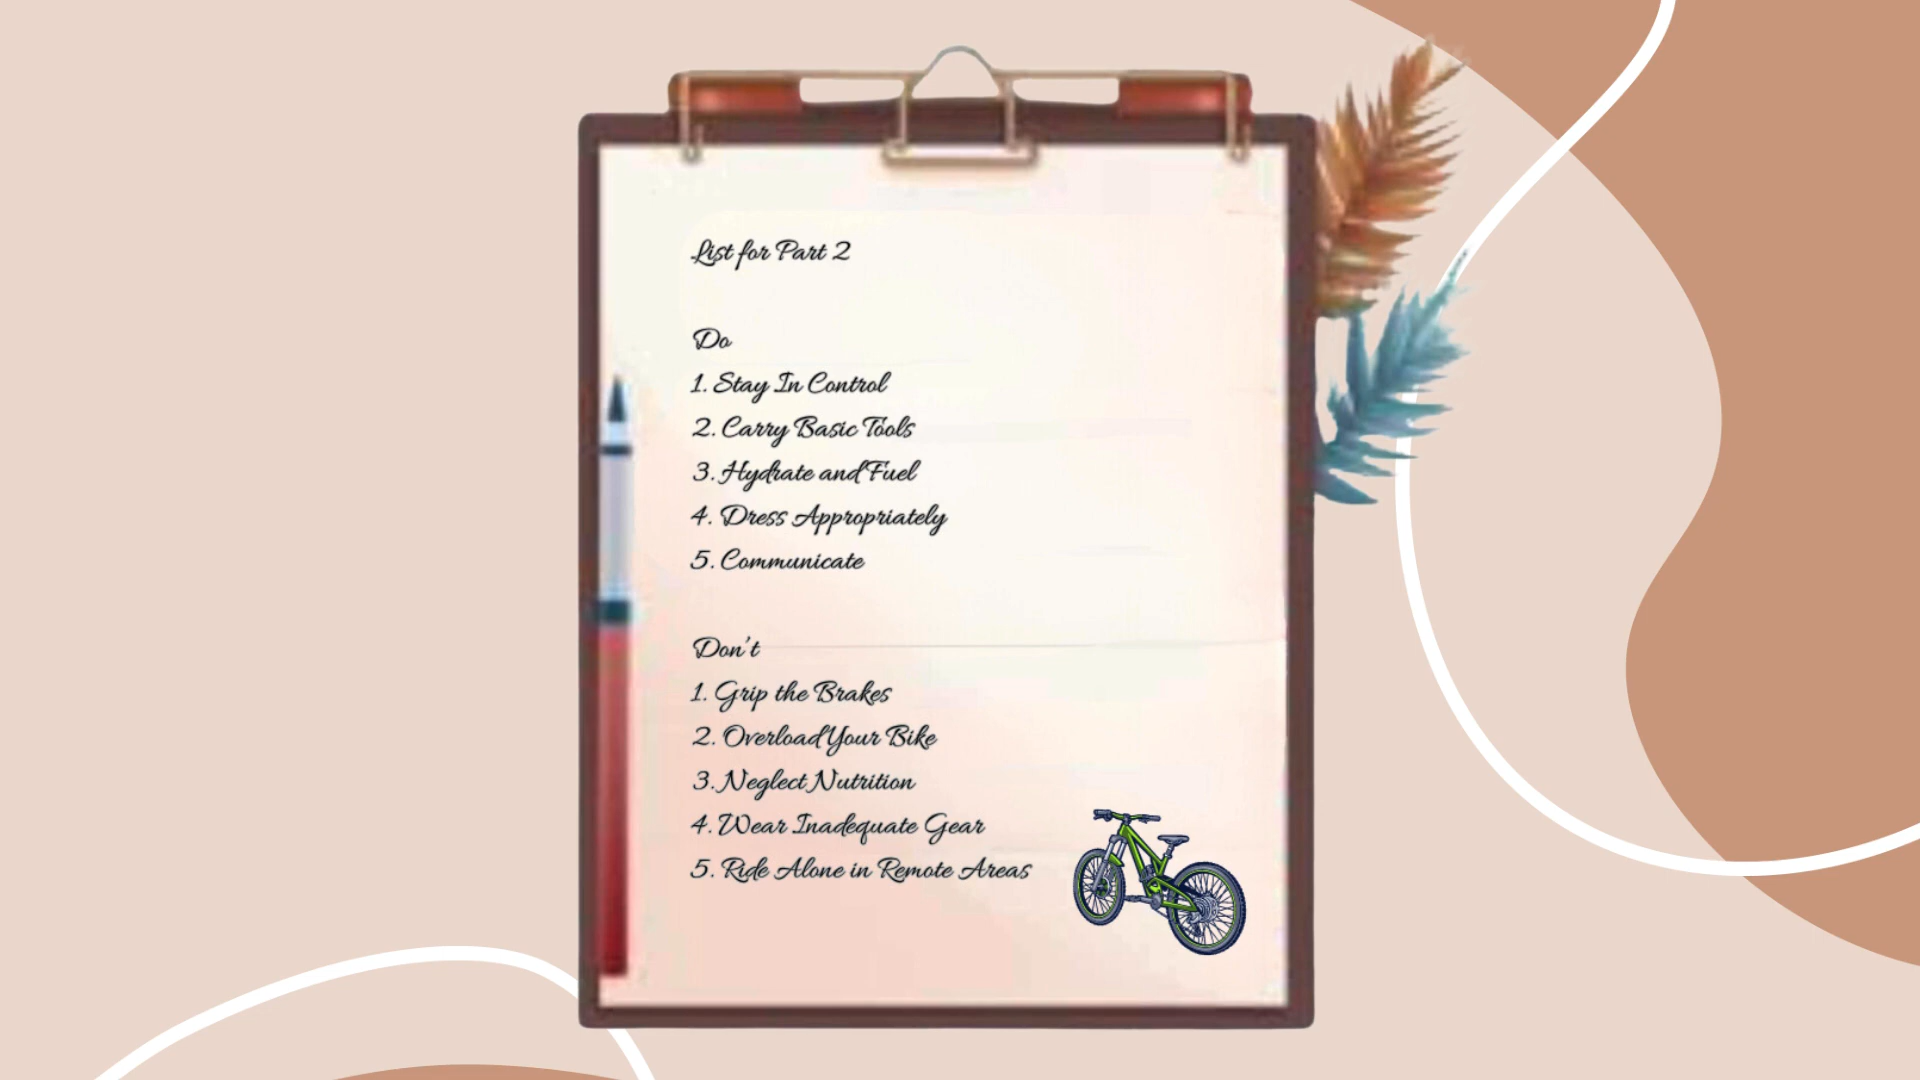 List for Part 2
Do
1. Stay In Control
2. Carry Basic Tools
3. Hydrate and Fuel
4. Dress Appropriately
5. Communicate
Don't
1. Grip the Brakes
2. Overload Your Bike
3. Neglect Nutrition
4. Wear Inadequate Gear
5. Ride Alone in Remote Areas